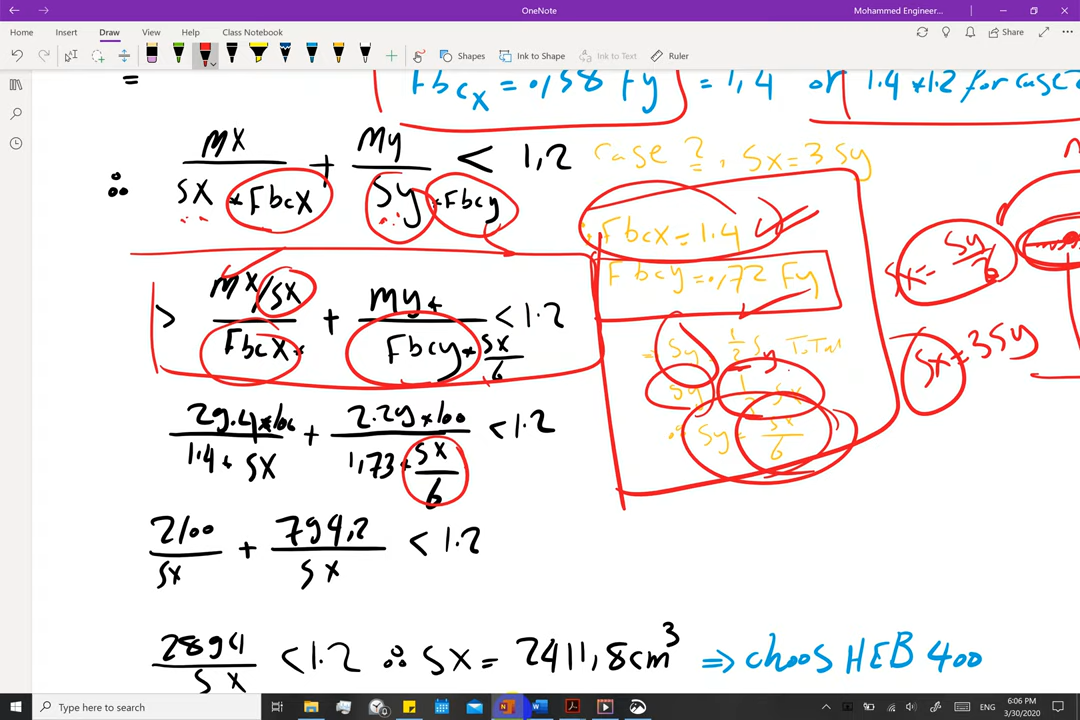 OneNote
Mohammed Engineer...
Home Insert Draw View Help Class Notebook
Share
Shapes Ink to Shape Ink to Text Ruler
=
Fbcx = 0,58 Fy = 1,4 or 1.4*1.2 for case 2
∴ Mx / Sx * Fbcx + My / Sy * Fbcy < 1,2
case 2, Sx = 3 Sy
∴ Fbcx = 1.4
Fbcy = 0,72 Fy
> Mx/Sx / Fbcx* + My* / Fbcy * Sx/6 < 1.2
Sx = Sy/6
⇒ Sy = 1/2 Sy Total
Sx = 3 Sy
∴ Sy = Sx/6
29.4*100 / 1.4 * Sx + 2.29*100 / 1,73 * Sx/6 < 1.2
2100 / Sx + 794,2 / Sx < 1.2
2894 / Sx < 1.2 ∴ Sx = 2411,8 cm³ ⇒ choos HEB 400
Type here to search
ENG
6:06 PM
3/30/2020